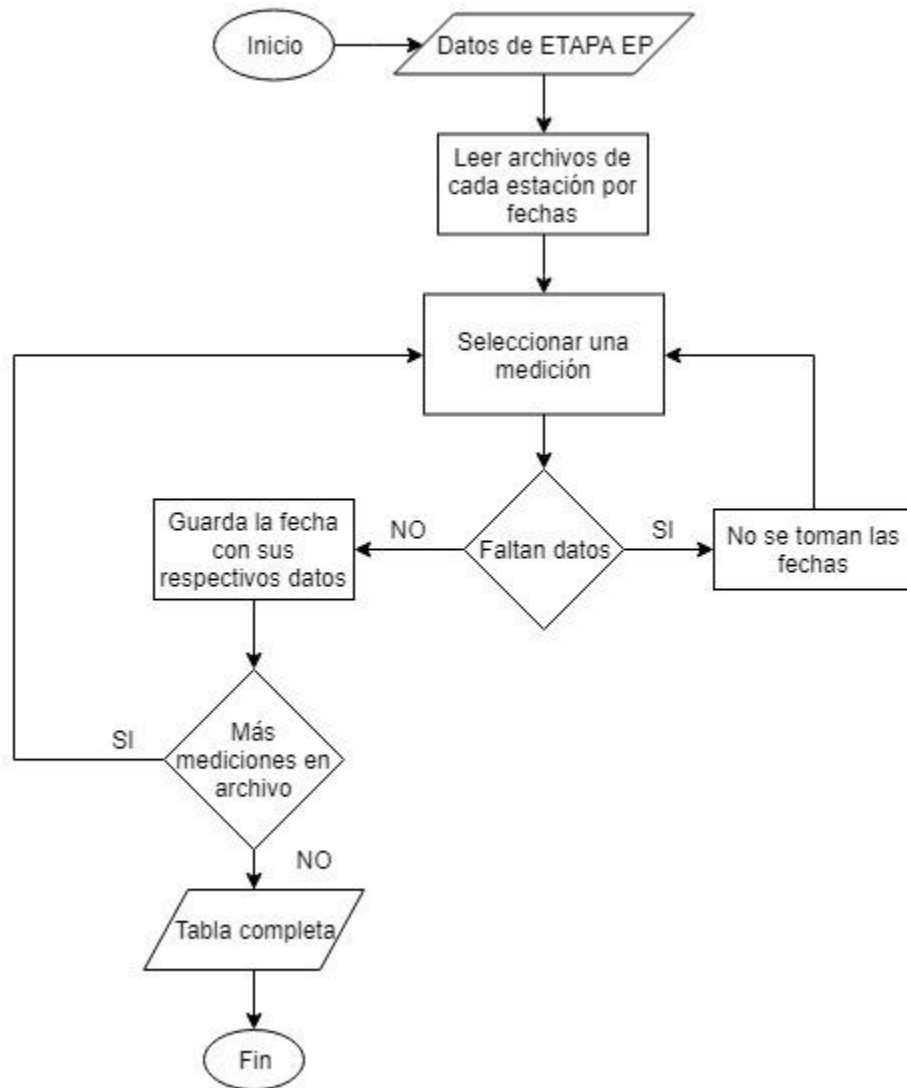 Inicio
Datos de ETAPA EP
Leer archivos de
cada estación por
fechas
Seleccionar una
medición
Faltan datos
NO
SI
Guarda la fecha
con sus
respectivos datos
No se toman las
fechas
Más
mediciones en
archivo
SI
NO
Tabla completa
Fin